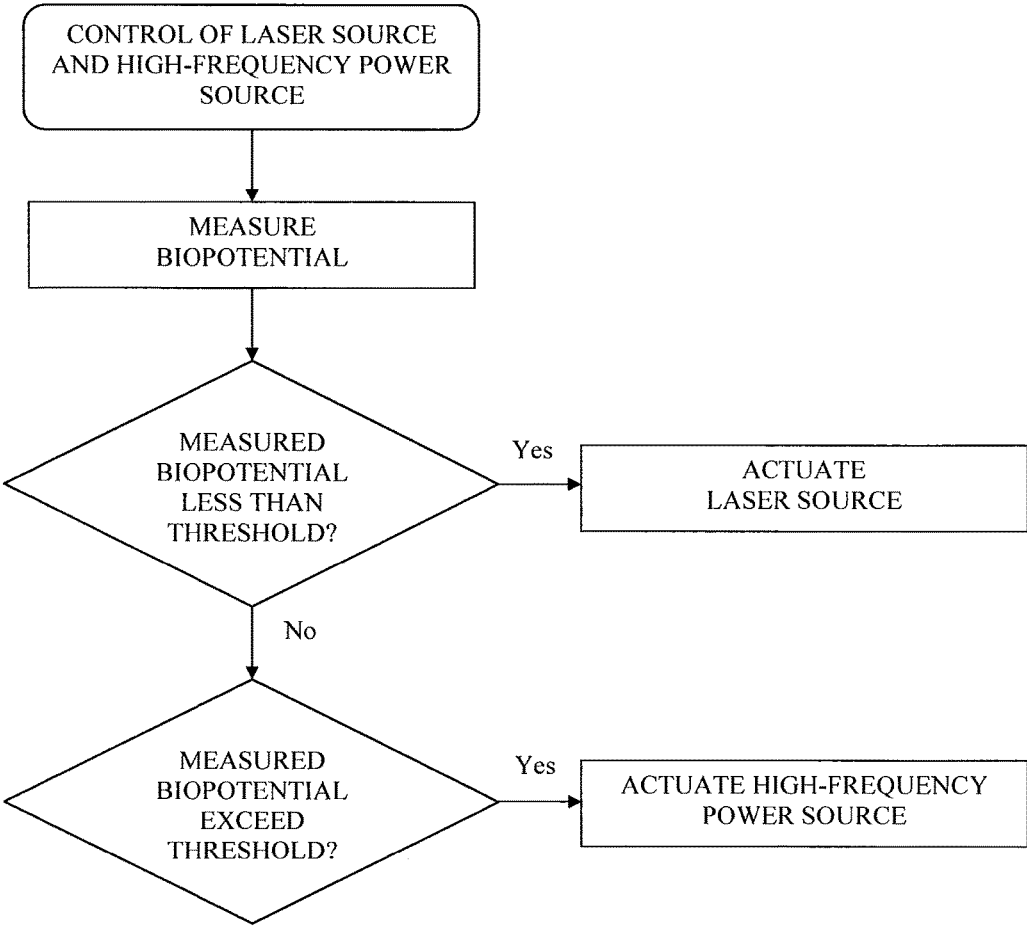 CONTROL OF LASER SOURCE
AND HIGH-FREQUENCY POWER
SOURCE
MEASURE
BIOPOTENTIAL
MEASURED
BIOPOTENTIAL
LESS THAN
THRESHOLD?
Yes
ACTUATE
LASER SOURCE
No
MEASURED
BIOPOTENTIAL
EXCEED
THRESHOLD?
Yes
ACTUATE HIGH-FREQUENCY
POWER SOURCE